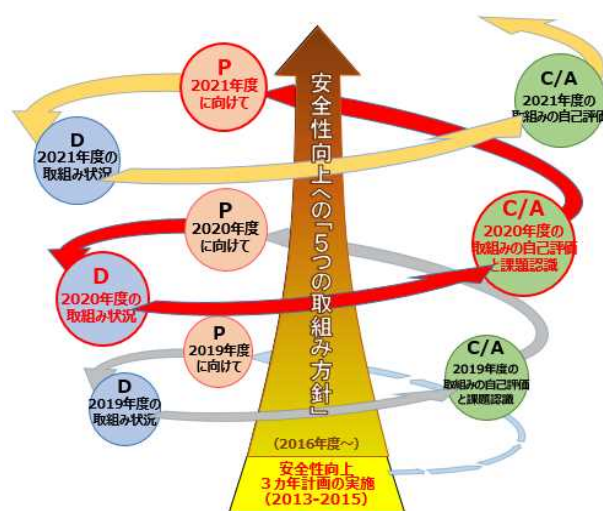 P
2021年度
に向けて
C/A
2021年度の
取組みの自己評価
D
2021年度の
取組み状況
安全性向上への「5つの取組み方針」
P
2020年度
に向けて
C/A
2020年度の
取組みの自己評価
と課題認識
D
2020年度の
取組み状況
P
2019年度
に向けて
C/A
2019年度の
取組みの自己評価
と課題認識
D
2019年度の
取組み状況
（2016年度～）
安全性向上
３カ年計画の実施
（2013-2015）